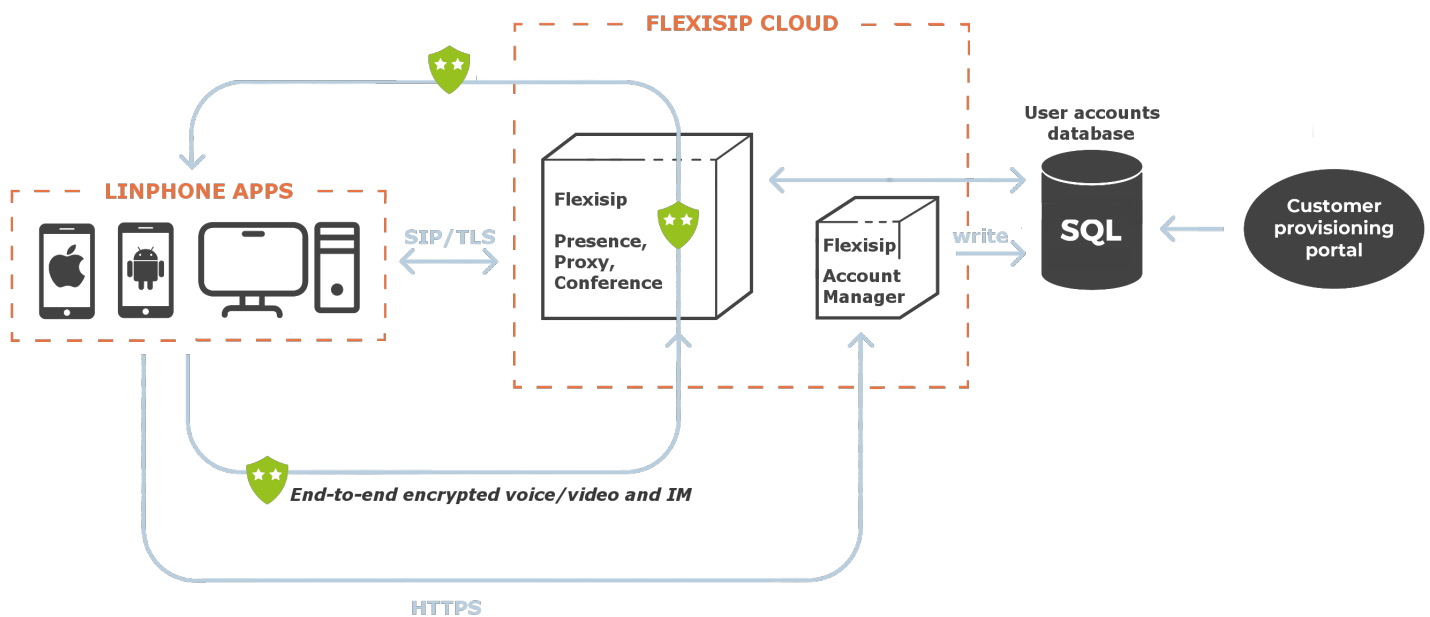 FLEXISIP CLOUD
User accounts
database
LINPHONE APPS
SIP/TLS
Flexisip
Presence,
Proxy,
Conference
Flexisip
Account
Manager
write
SQL
Customer
provisioning
portal
End-to-end encrypted voice/video and IM
HTTPS